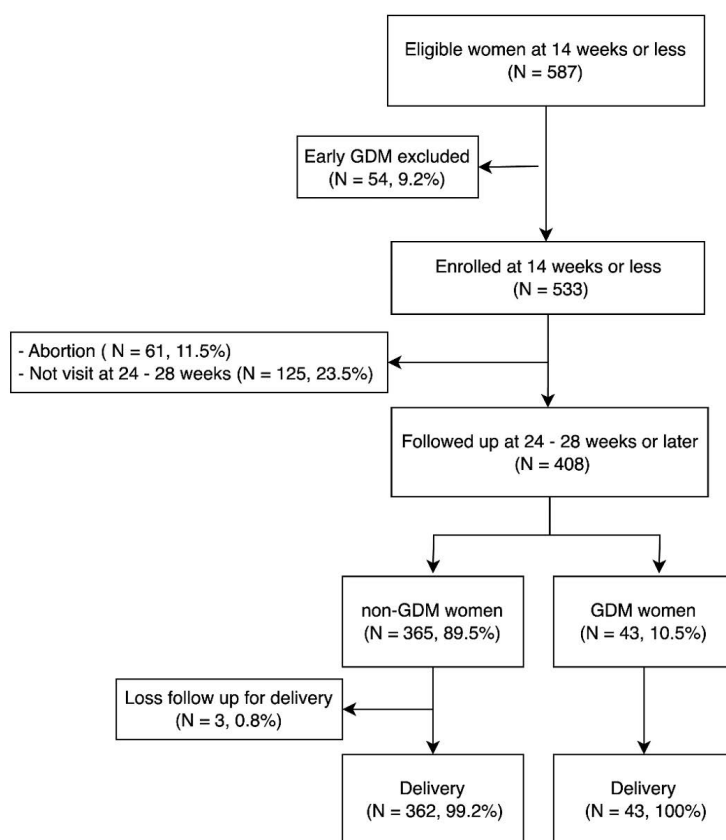 Eligible women at 14 weeks or less
(N = 587)
Early GDM excluded
(N = 54, 9.2%)
Enrolled at 14 weeks or less
(N = 533)
- Abortion ( N = 61, 11.5%)
- Not visit at 24 - 28 weeks (N = 125, 23.5%)
Followed up at 24 - 28 weeks or later
(N = 408)
non-GDM women
(N = 365, 89.5%)
GDM women
(N = 43, 10.5%)
Loss follow up for delivery
(N = 3, 0.8%)
Delivery
(N = 362, 99.2%)
Delivery
(N = 43, 100%)